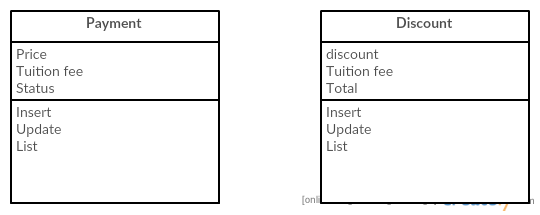 Payment
Price
Tuition fee
Status
Insert
Update
List
Discount
discount
Tuition fee
Total
Insert
Update
List